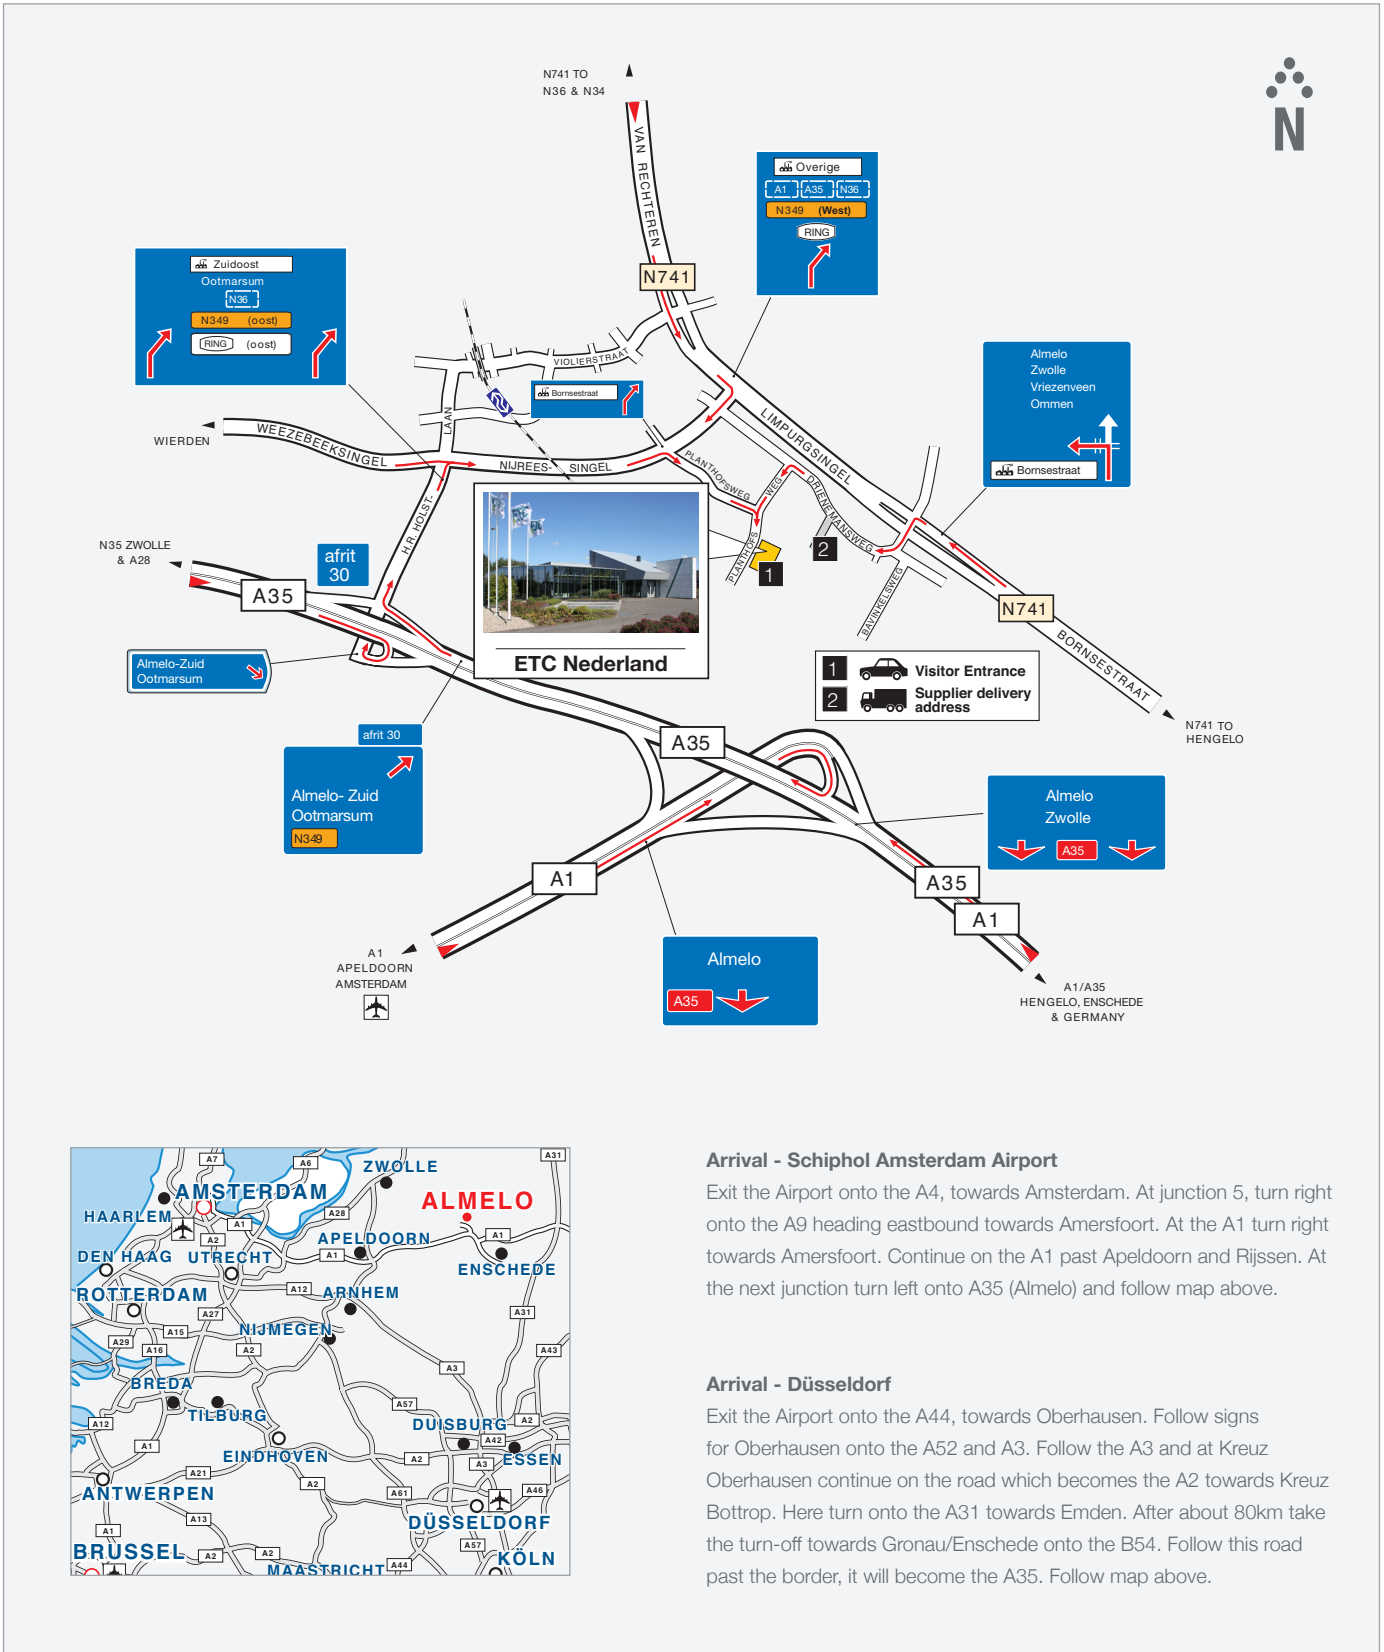 N741 TO
N36 & N34
N
VAN RECHTEREN
Overige
A1 A35 N36
N349 (West)
RING
N741
Zuidoost
Ootmarsum
N36
N349 (oost)
RING (oost)
VIOLIERSTRAAT
Bornsestraat
LAAN
LIMPURGSINGEL
Almelo
Zwolle
Vriezenveen
Ommen
Bornsestraat
WIERDEN
WEEZEBEEKSINGEL
NIJREES- SINGEL
PLANTHOFSWEG
WEG
PLANTHOFS
DRIENEMANSWEG
H.R. HOLST-
N35 ZWOLLE
& A28
afrit
30
A35
1
2
BAVINKELSWEG
N741
BORNSESTRAAT
ETC Nederland
Almelo-Zuid
Ootmarsum
1 Visitor Entrance
2 Supplier delivery
address
N741 TO
HENGELO
afrit 30
Almelo- Zuid
Ootmarsum
N349
A35
Almelo
Zwolle
A35
A1
A35
A1
A1
APELDOORN
AMSTERDAM
Almelo
A35
A1/A35
HENGELO, ENSCHEDE
& GERMANY
A7
A6
ZWOLLE
A31
AMSTERDAM
ALMELO
HAARLEM
A1
A28
A2
APELDOORN
A1
A1
DEN HAAG
UTRECHT
ENSCHEDE
ROTTERDAM
A12
ARNHEM
A27
A31
A15
NIJMEGEN
A29
A16
A2
A43
A3
BREDA
A57
TILBURG
A12
DUISBURG
A2
A1
A42
EINDHOVEN
A2
A3
ESSEN
A21
A2
ANTWERPEN
A61
A46
A13
DÜSSELDORF
A1
BRUSSEL
A2
A2
A57
KÖLN
MAASTRICHT
A44
Arrival - Schiphol Amsterdam Airport
Exit the Airport onto the A4, towards Amsterdam. At junction 5, turn right
onto the A9 heading eastbound towards Amersfoort. At the A1 turn right
towards Amersfoort. Continue on the A1 past Apeldoorn and Rijssen. At
the next junction turn left onto A35 (Almelo) and follow map above.
Arrival - Düsseldorf
Exit the Airport onto the A44, towards Oberhausen. Follow signs
for Oberhausen onto the A52 and A3. Follow the A3 and at Kreuz
Oberhausen continue on the road which becomes the A2 towards Kreuz
Bottrop. Here turn onto the A31 towards Emden. After about 80km take
the turn-off towards Gronau/Enschede onto the B54. Follow this road
past the border, it will become the A35. Follow map above.